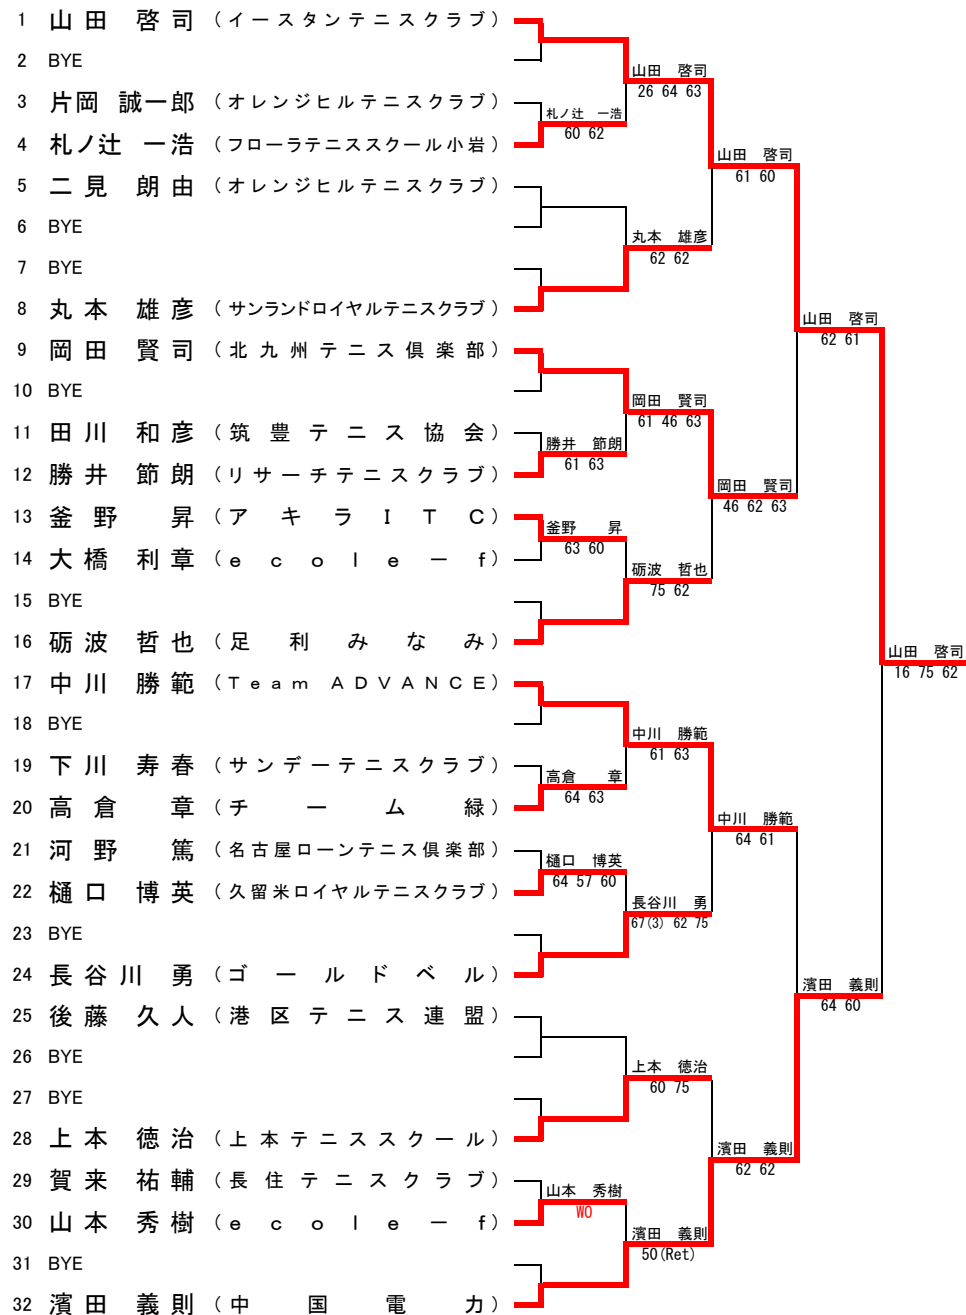 1 山田 啓司 (イースタンテニスクラブ)
2 BYE
山田 啓司
26 64 63
3 片岡 誠一郎 (オレンジヒルテニスクラブ)
札ノ辻 一浩
60 62
4 札ノ辻 一浩 (フローラテニススクール小岩)
山田 啓司
61 60
5 二見 朗由 (オレンジヒルテニスクラブ)
6 BYE
丸本 雄彦
62 62
7 BYE
8 丸本 雄彦 (サンランドロイヤルテニスクラブ)
山田 啓司
62 61
9 岡田 賢司 (北九州テニス倶楽部)
10 BYE
岡田 賢司
61 46 63
11 田川 和彦 (筑豊テニス協会)
勝井 節朗
61 63
12 勝井 節朗 (リサーチテニスクラブ)
岡田 賢司
46 62 63
13 釜野 昇 (アキラITC)
釜野 昇
63 60
14 大橋 利章 (ecole-f)
砺波 哲也
75 62
15 BYE
16 砺波 哲也 (足利みなみ)
山田 啓司
16 75 62
17 中川 勝範 (Team ADVANCE)
18 BYE
中川 勝範
61 63
19 下川 寿春 (サンデーテニスクラブ)
高倉 章
64 63
20 高倉 章 (チーム緑)
中川 勝範
64 61
21 河野 篤 (名古屋ローンテニス倶楽部)
樋口 博英
64 57 60
22 樋口 博英 (久留米ロイヤルテニスクラブ)
長谷川 勇
67(3) 62 75
23 BYE
24 長谷川勇 (ゴールドベル)
濱田 義則
64 60
25 後藤 久人 (港区テニス連盟)
26 BYE
上本 徳治
60 75
27 BYE
28 上本 徳治 (上本テニススクール)
濱田 義則
62 62
29 賀来 祐輔 (長住テニスクラブ)
山本 秀樹
WO
30 山本 秀樹 (ecole-f)
濱田 義則
50(Ret)
31 BYE
32 濱田 義則 (中国電力)